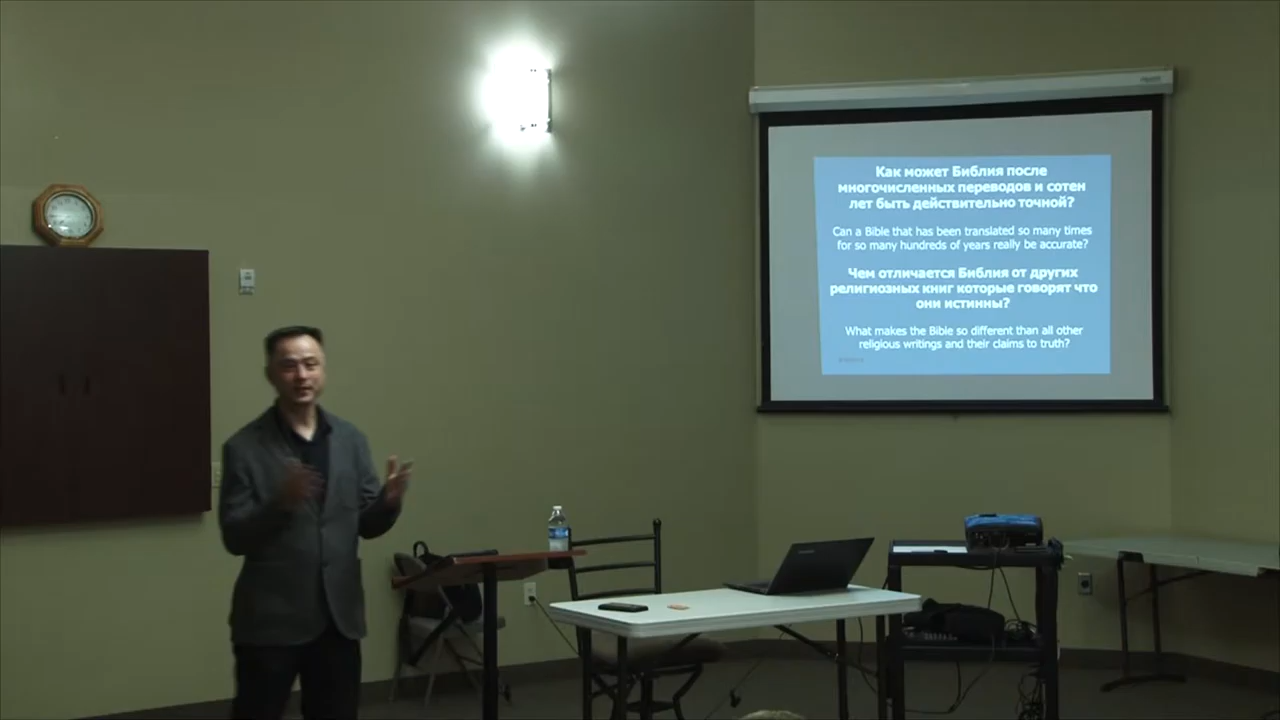 Как может Библия после
многочисленных переводов и сотен
лет быть действительно точной?
Can a Bible that has been translated so many times
for so many hundreds of years really be accurate?
Чем отличается Библия от других
религиозных книг которые говорят что
они истинны?
What makes the Bible so different than all other
religious writings and their claims to truth?